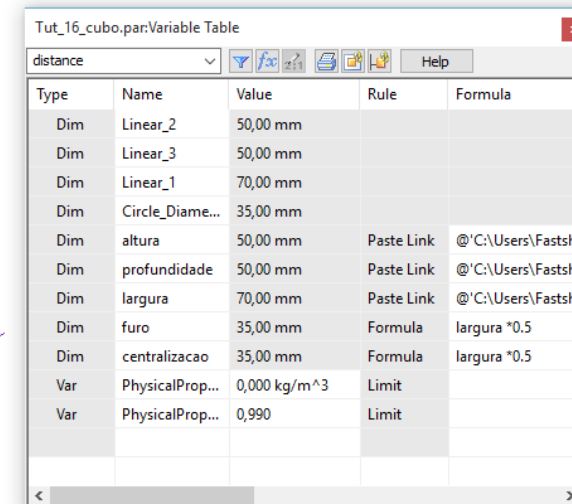 Tut_16_cubo.par:Variable Table
distance Help
Type Name Value Rule Formula
Dim Linear_2 50,00 mm
Dim Linear_3 50,00 mm
Dim Linear_1 70,00 mm
Dim Circle_Diame... 35,00 mm
Dim altura 50,00 mm Paste Link @'C:\Users\Fastsh
Dim profundidade 50,00 mm Paste Link @'C:\Users\Fastsh
Dim largura 70,00 mm Paste Link @'C:\Users\Fastsh
Dim furo 35,00 mm Formula largura *0.5
Dim centralizacao 35,00 mm Formula largura *0.5
Var PhysicalProp... 0,000 kg/m^3 Limit
Var PhysicalProp... 0,990 Limit